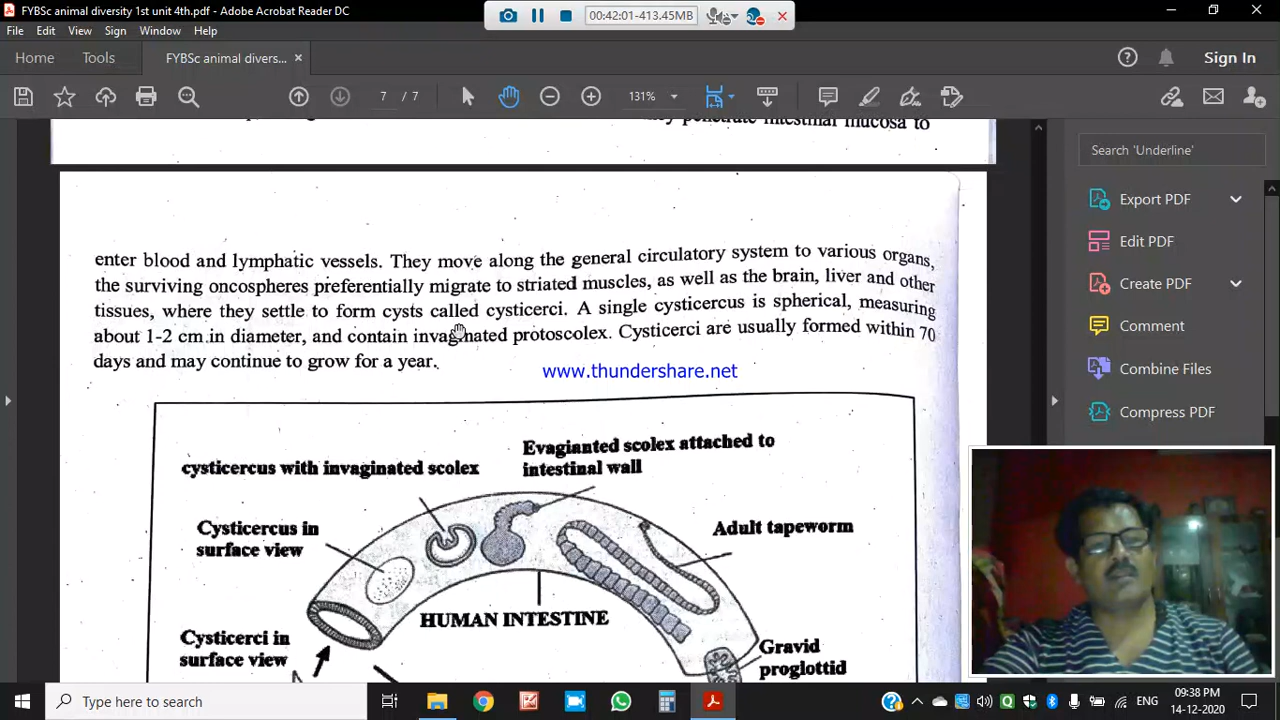 FYBSc animal diversity 1st unit 4th.pdf - Adobe Acrobat Reader DC
00:42:01-413.45MB
File Edit View Sign Window Help
Home Tools FYBSc animal divers... × Sign In
7 / 7 131%
penetrate intestinal mucosa to
Search 'Underline'
enter blood and lymphatic vessels. They move along the general circulatory system to various organs,
the surviving oncospheres preferentially migrate to striated muscles, as well as the brain, liver and other
tissues, where they settle to form cysts called cysticerci. A single cysticercus is spherical, measuring
about 1-2 cm in diameter, and contain invaginated protoscolex. Cysticerci are usually formed within 70
days and may continue to grow for a year.
www.thundershare.net
Export PDF
Edit PDF
Create PDF
Comment
Combine Files
Compress PDF
cysticercus with invaginated scolex
Evagianted scolex attached to
intestinal wall
Cysticercus in
surface view
Adult tapeworm
HUMAN INTESTINE
Cysticerci in
surface view
Gravid
proglottid
Type here to search
ENG
09:38 PM
14-12-2020